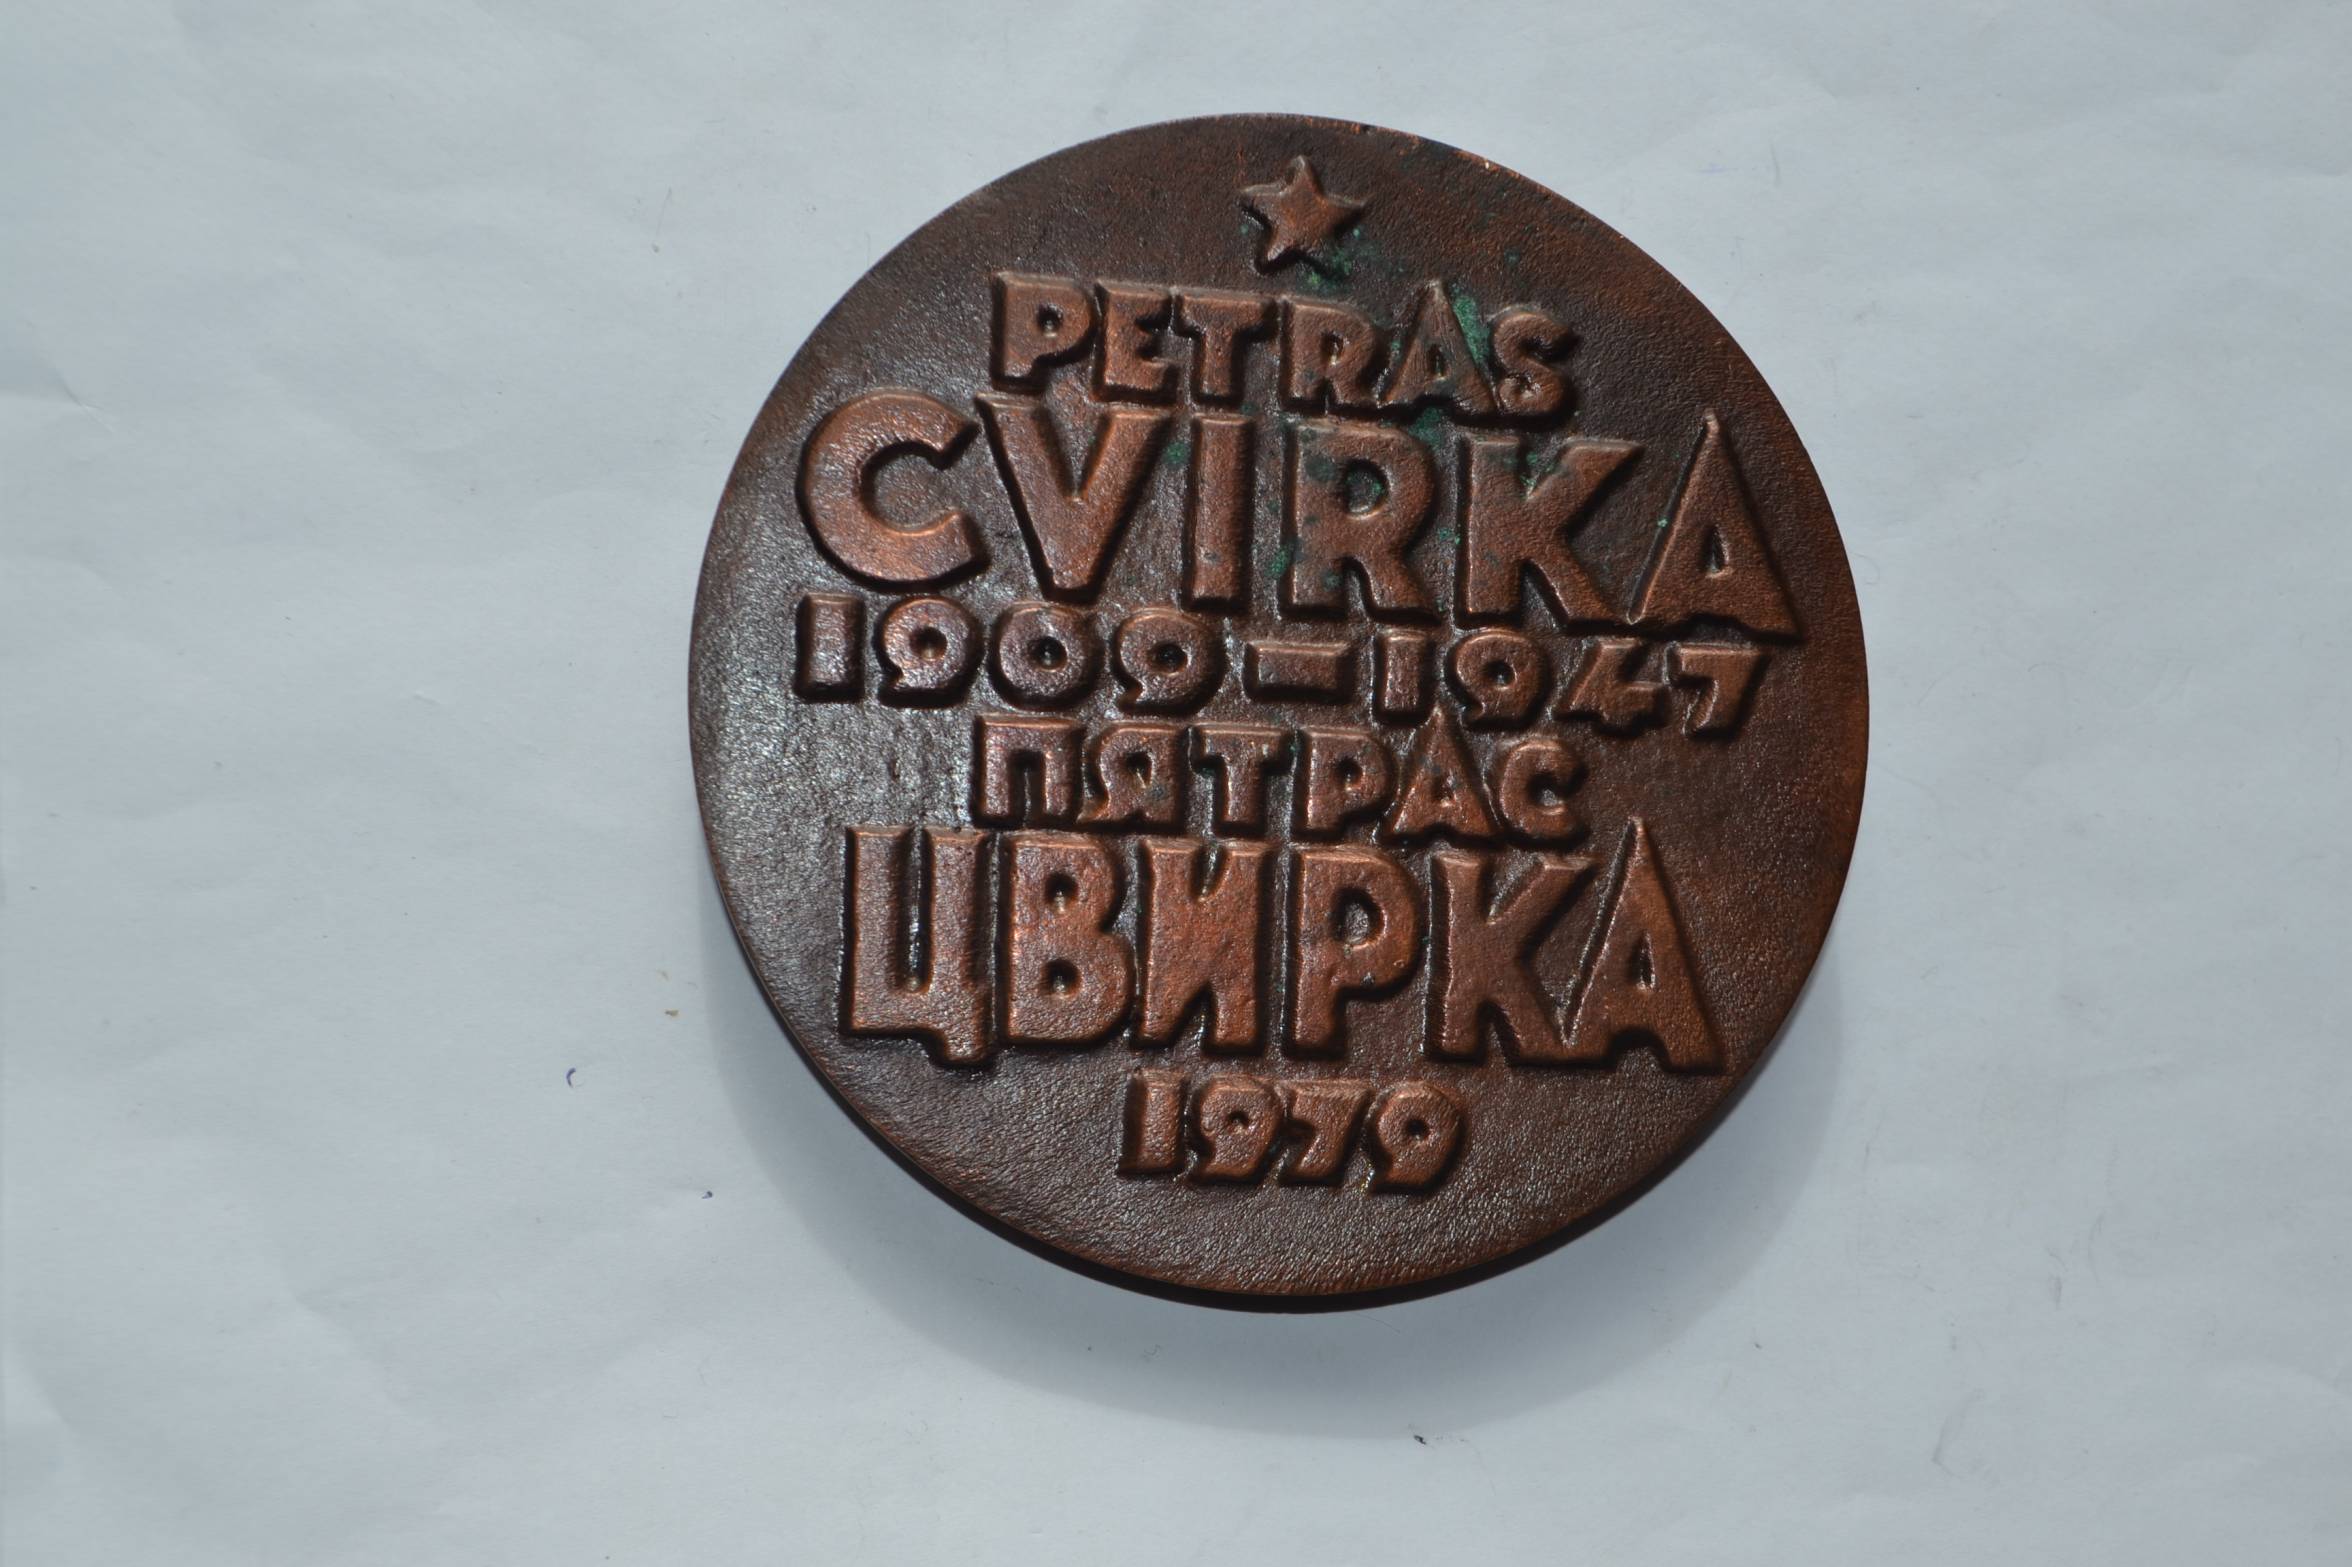 PETRAS
CVIRKA
1909-1947
ПЯТРАС
ЦВИРКА
1979